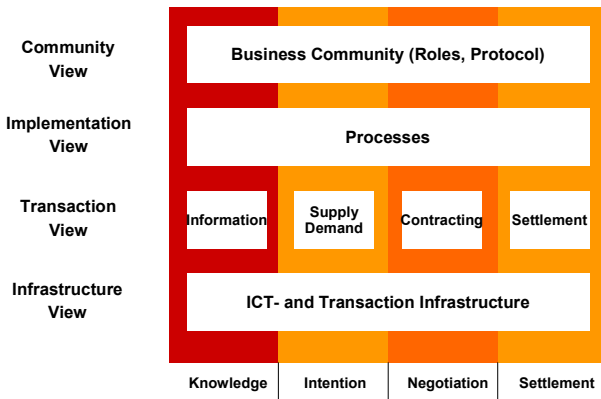 Community
View
Business Community (Roles, Protocol)
Implementation
View
Processes
Transaction
View
Information
Supply
Demand
Contracting
Settlement
Infrastructure
View
ICT- and Transaction Infrastructure
Knowledge
Intention
Negotiation
Settlement